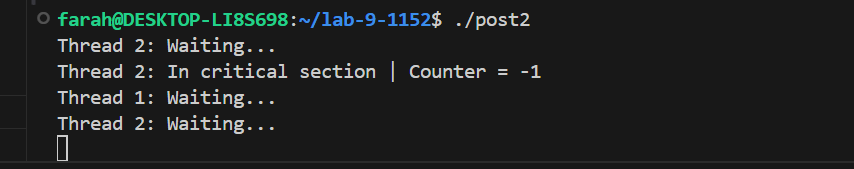 farah@DESKTOP-LI8S698:~/lab-9-1152$ ./post2
Thread 2: Waiting...
Thread 2: In critical section | Counter = -1
Thread 1: Waiting...
Thread 2: Waiting...